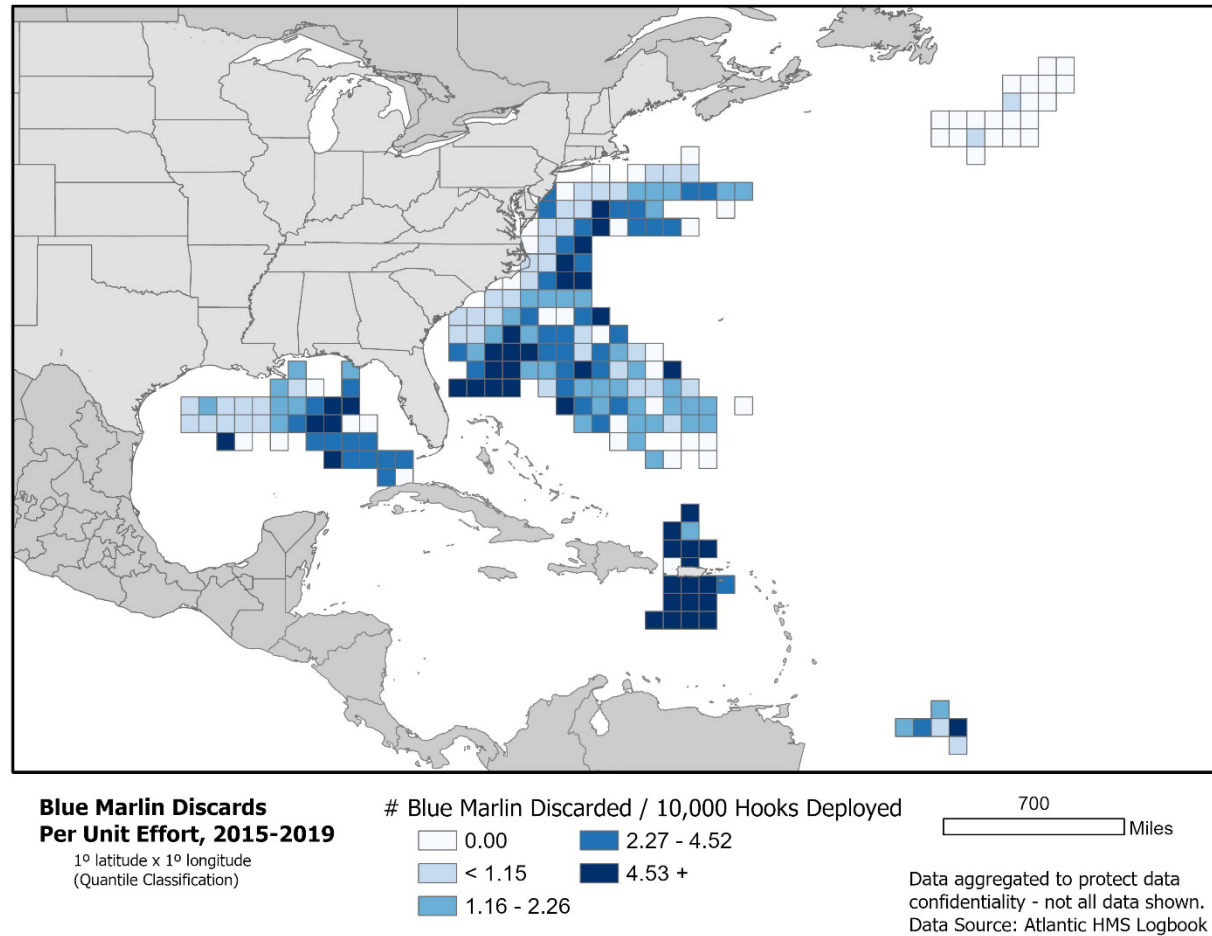 Blue Marlin Discards
Per Unit Effort, 2015-2019
1º latitude x 1º longitude
(Quantile Classification)
# Blue Marlin Discarded / 10,000 Hooks Deployed
0.00
< 1.15
1.16 - 2.26
2.27 - 4.52
4.53 +
700
Miles
Data aggregated to protect data
confidentiality - not all data shown.
Data Source: Atlantic HMS Logbook